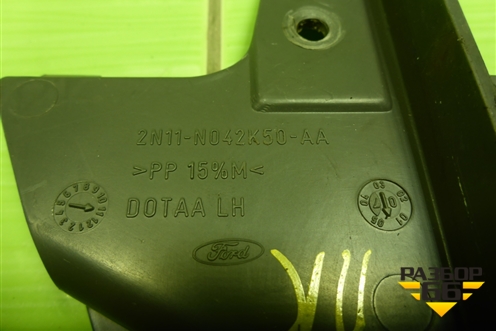 2N11-N042K50-AA
>PP 15%M<
DOTAA LH
Ford
РАЗБОР
66